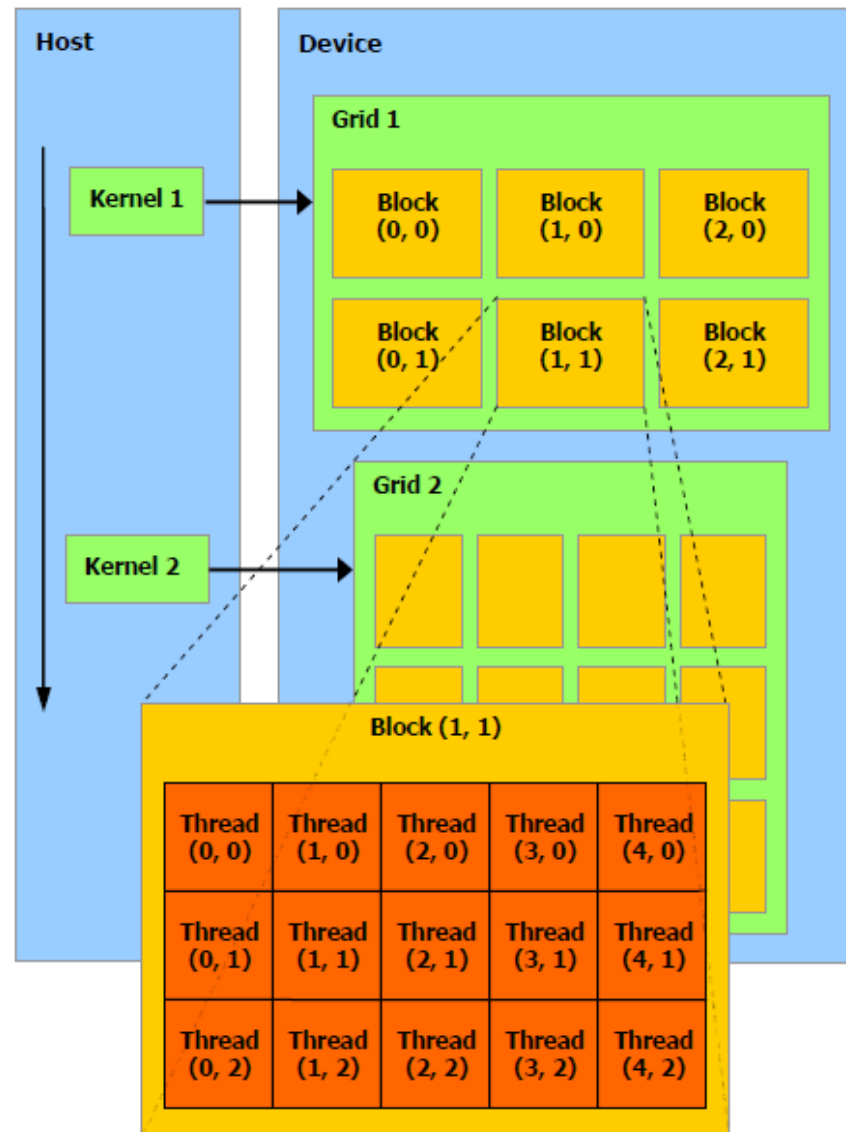 Host
Device
Grid 1
Kernel 1
Block
(0, 0)
Block
(1, 0)
Block
(2, 0)
Block
(0, 1)
Block
(1, 1)
Block
(2, 1)
Grid 2
Kernel 2
Block (1, 1)
Thread
(0, 0)
Thread
(1, 0)
Thread
(2, 0)
Thread
(3, 0)
Thread
(4, 0)
Thread
(0, 1)
Thread
(1, 1)
Thread
(2, 1)
Thread
(3, 1)
Thread
(4, 1)
Thread
(0, 2)
Thread
(1, 2)
Thread
(2, 2)
Thread
(3, 2)
Thread
(4, 2)